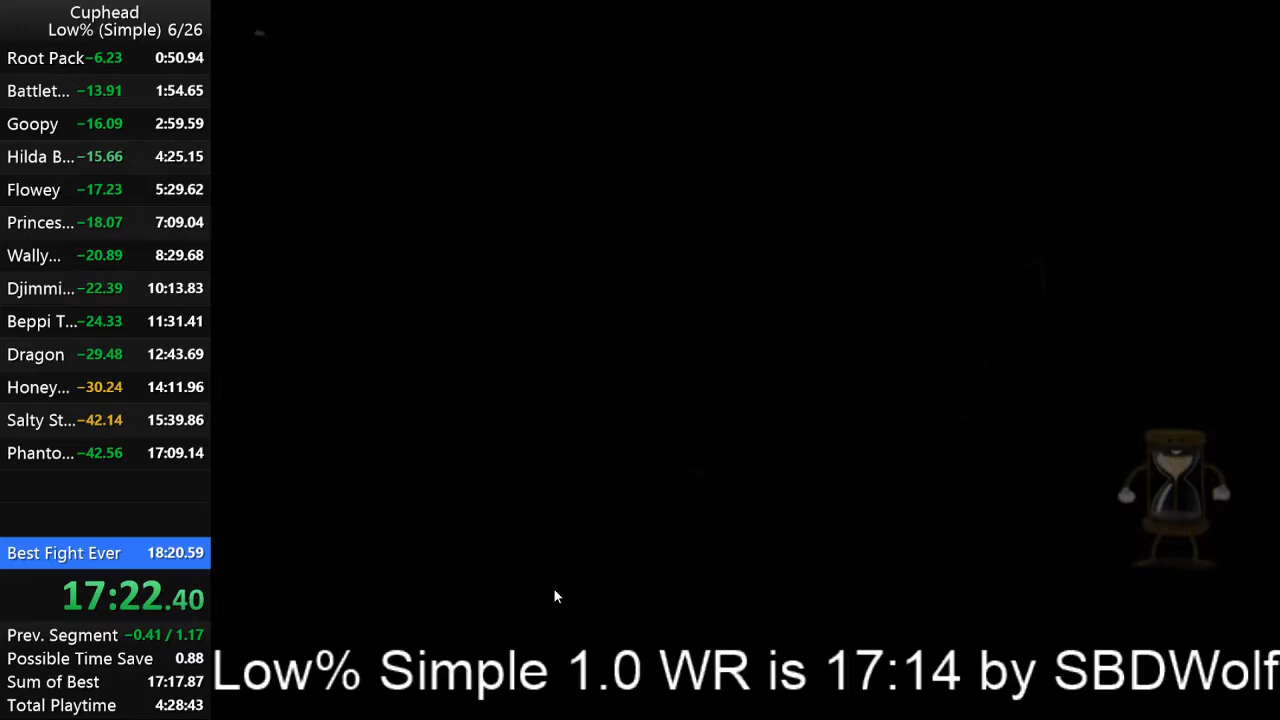 Cuphead
Low% (Simple) 6/26
Root Pack −6.23 0:50.94
Battlet... −13.91 1:54.65
Goopy −16.09 2:59.59
Hilda B... −15.66 4:25.15
Flowey −17.23 5:29.62
Princes... −18.07 7:09.04
Wally... −20.89 8:29.68
Djimmi... −22.39 10:13.83
Beppi T... −24.33 11:31.41
Dragon −29.48 12:43.69
Honey... −30.24 14:11.96
Salty St... −42.14 15:39.86
Phanto... −42.56 17:09.14
Best Fight Ever 18:20.59
17:22.40
Prev. Segment −0.41 / 1.17
Possible Time Save 0.88
Sum of Best 17:17.87
Total Playtime 4:28:43
Low% Simple 1.0 WR is 17:14 by SBDWolf